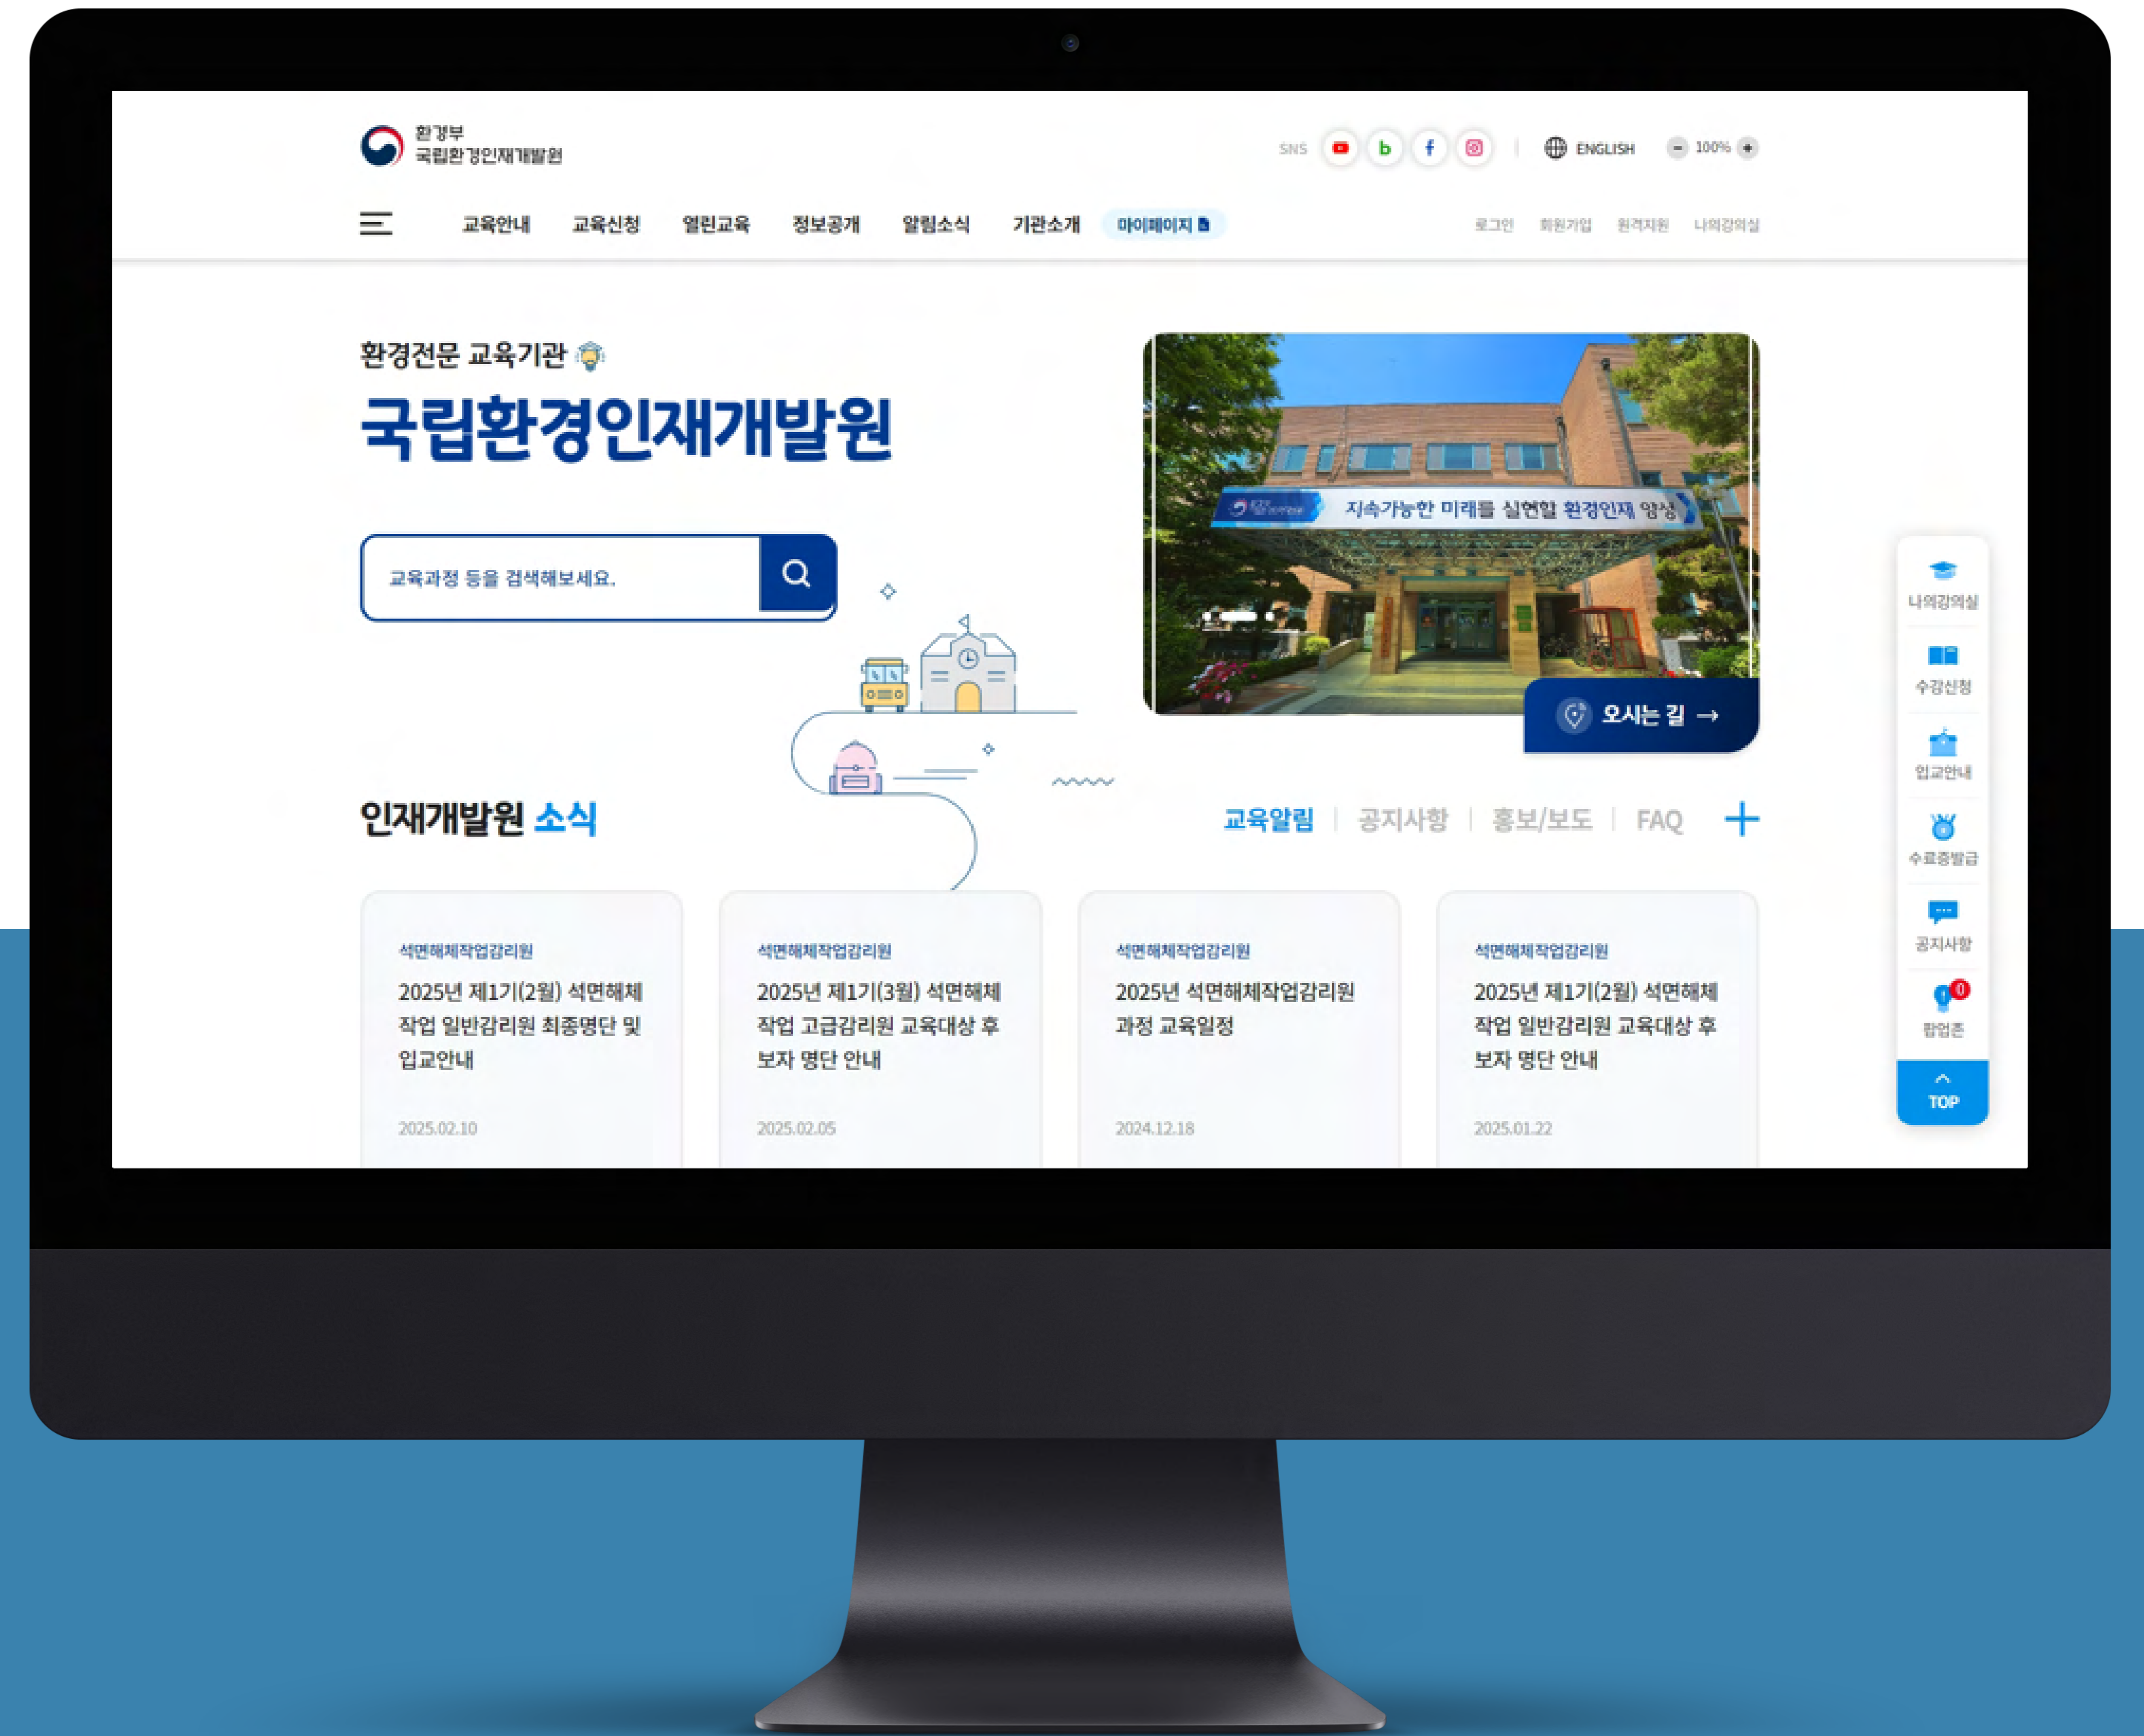 환경부
국립환경인재개발원
SNS
ENGLISH
100%
교육안내 교육신청 열린교육 정보공개 알림소식 기관소개 마이페이지
로그인 회원가입 원격지원 나의강의실
환경전문 교육기관
국립환경인재개발원
교육과정 등을 검색해보세요.
지속가능한 미래를 실현할 환경인재 양성
오시는 길 →
나의강의실
수강신청
입교안내
수료증발급
공지사항
0
팝업존
TOP
인재개발원 소식
교육알림 공지사항 홍보/보도 FAQ
석면해체작업감리원
2025년 제1기(2월) 석면해체
작업 일반감리원 최종명단 및
입교안내
2025.02.10
석면해체작업감리원
2025년 제1기(3월) 석면해체
작업 고급감리원 교육대상 후
보자 명단 안내
2025.02.05
석면해체작업감리원
2025년 석면해체작업감리원
과정 교육일정
2024.12.18
석면해체작업감리원
2025년 제1기(2월) 석면해체
작업 일반감리원 교육대상 후
보자 명단 안내
2025.01.22